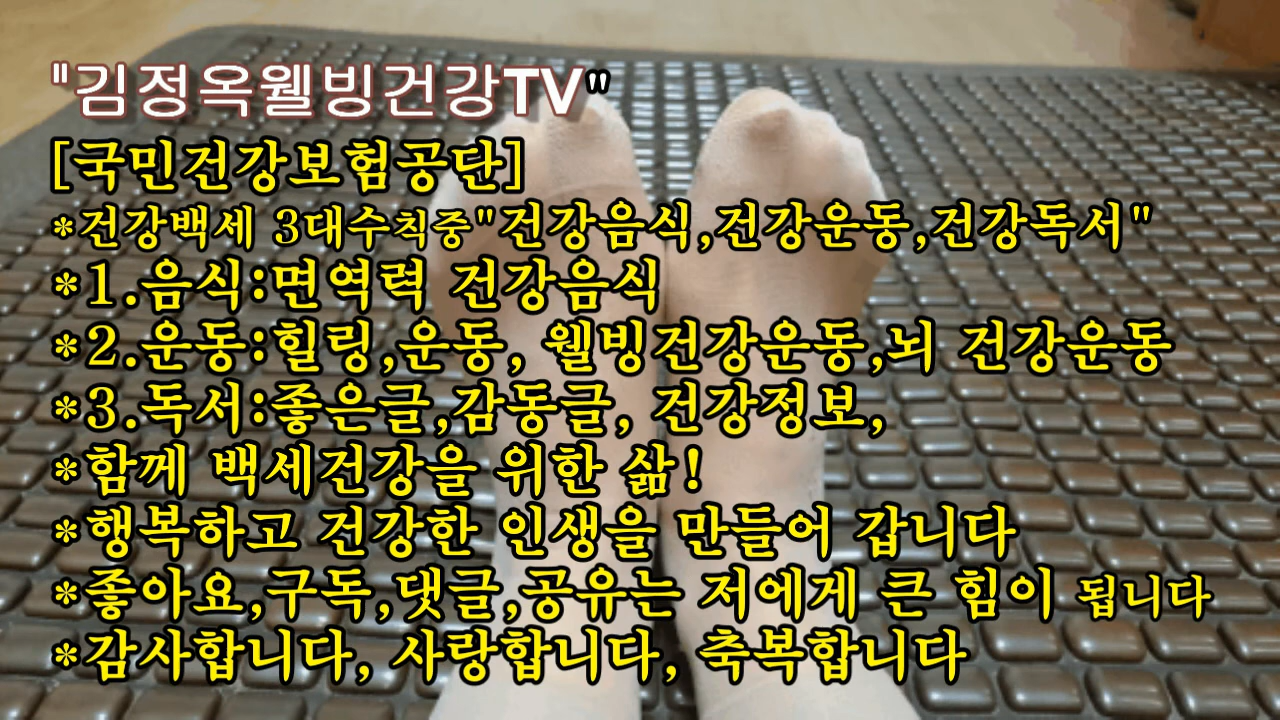 "김정옥웰빙건강TV"
[국민건강보험공단]
*건강백세 3대수칙중"건강음식,건강운동,건강독서"
*1.음식:면역력 건강음식
*2.운동:힐링,운동, 웰빙건강운동,뇌 건강운동
*3.독서:좋은글,감동글, 건강정보,
*함께 백세건강을 위한 삶!
*행복하고 건강한 인생을 만들어 갑니다
*좋아요,구독,댓글,공유는 저에게 큰 힘이 됩니다
*감사합니다, 사랑합니다, 축복합니다